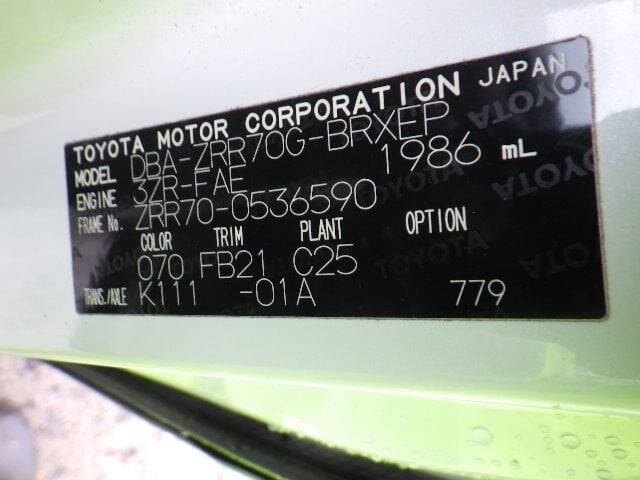 TOYOTA MOTOR CORPORATION JAPAN
MODEL DBA-ZRR70G-BRXEP
ENGINE 3ZR-FAE 1986 mL
FRAME No. ZRR70-0536590
COLOR TRIM PLANT OPTION
070 FB21 C25
TRANS./AXLE K111 -01A 779